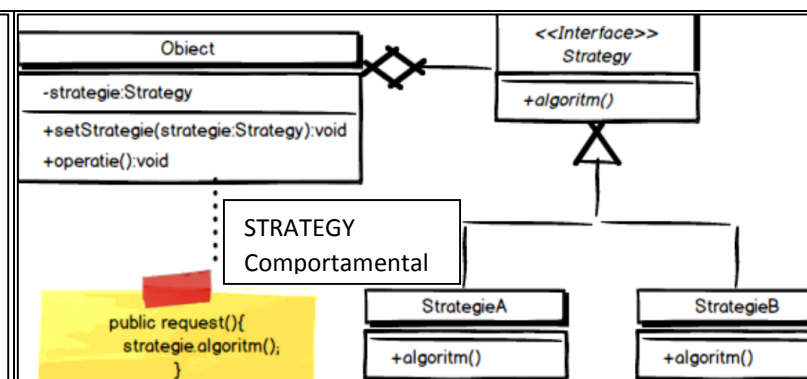 Obiect
-strategie:Strategy
+setStrategie(strategie:Strategy):void
+operatie():void
<<Interface>>
Strategy
+algoritm()
STRATEGY
Comportamental
public request(){
strategie.algoritm();
}
StrategieA
+algoritm()
StrategieB
+algoritm()